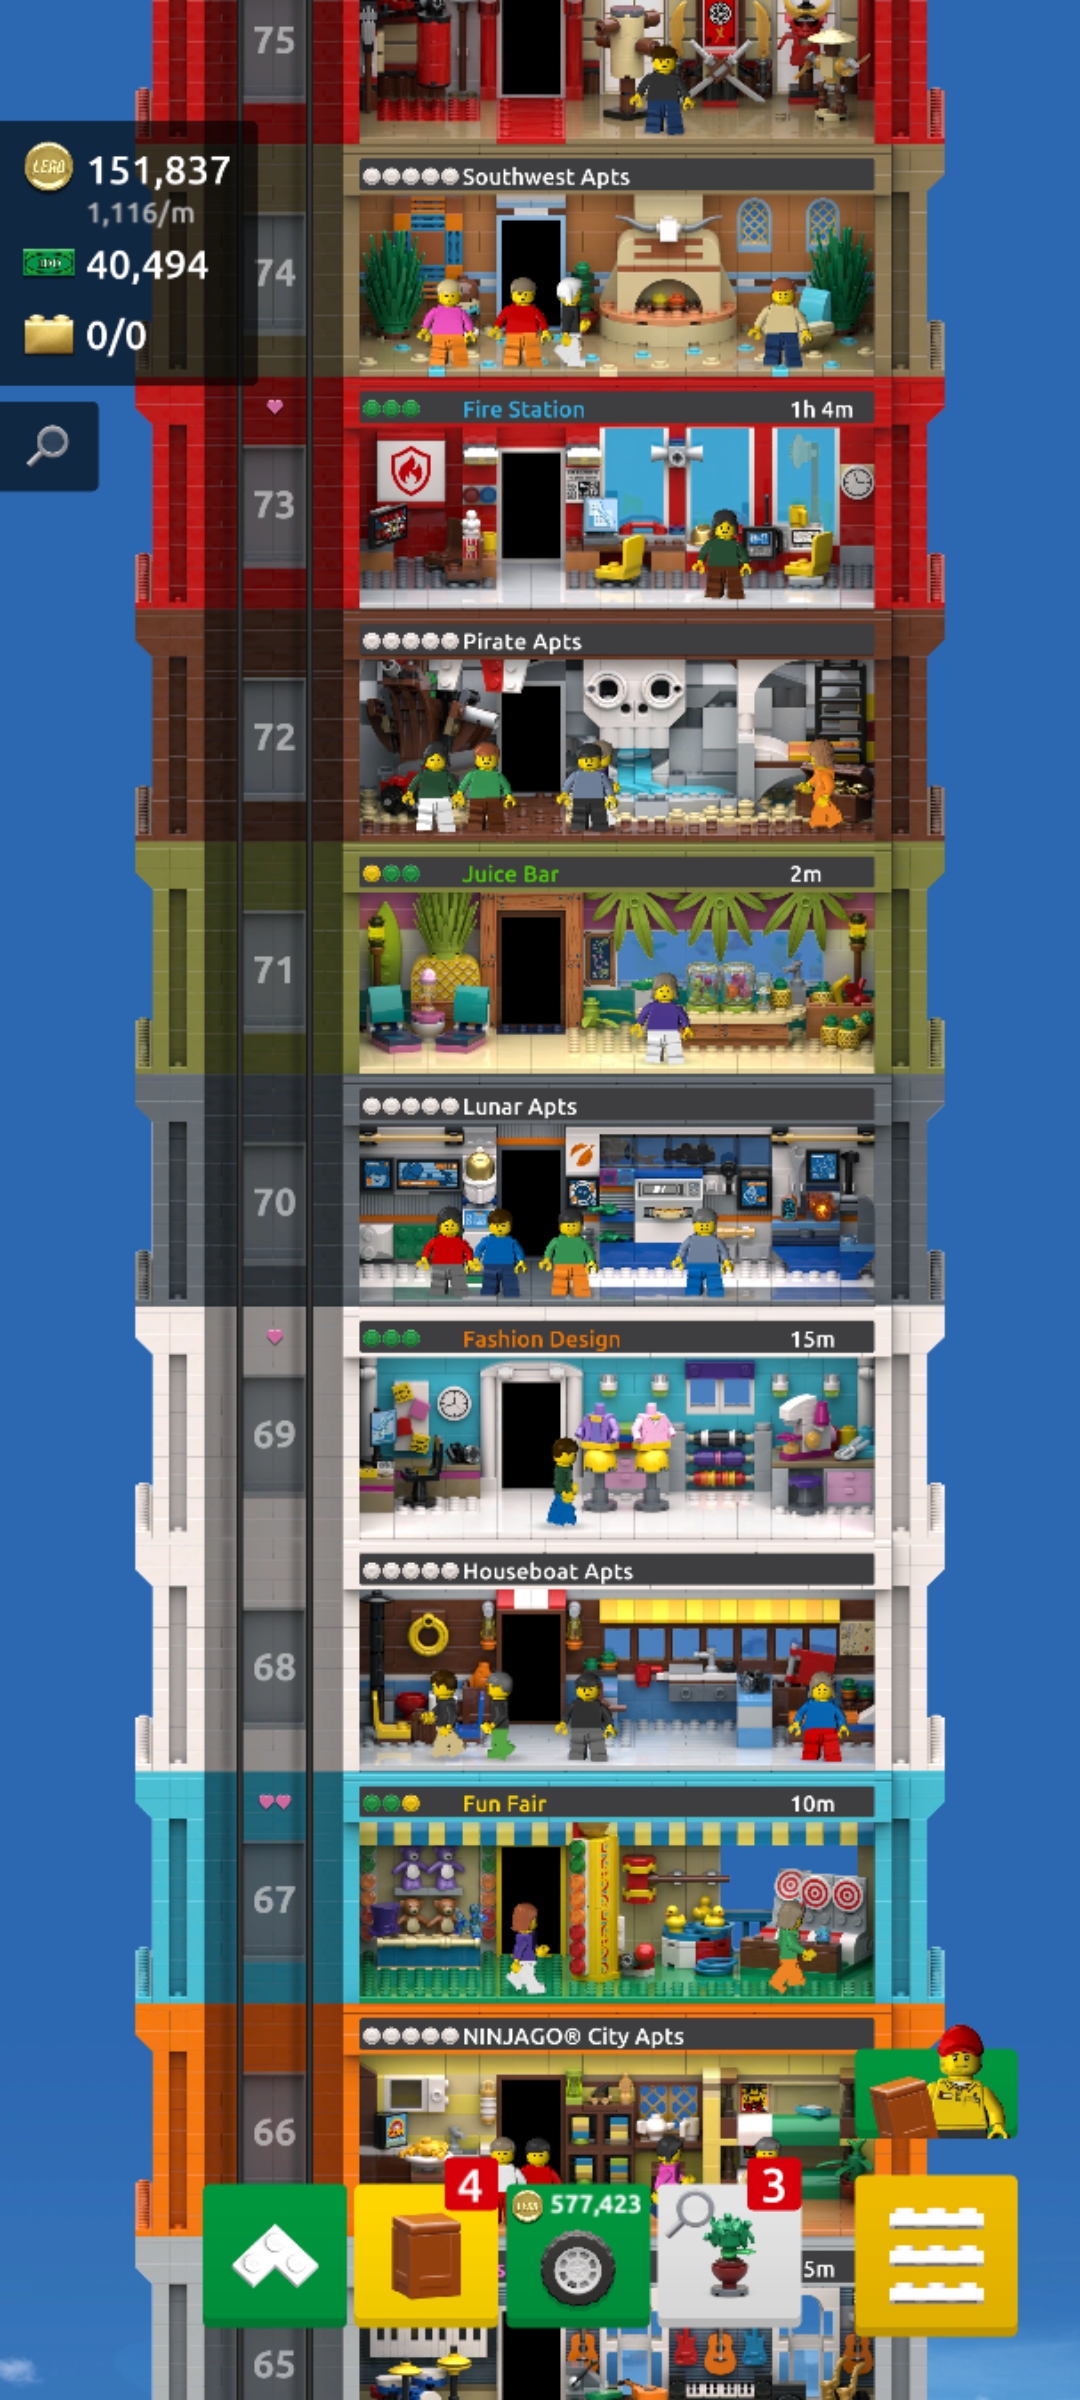 75
LEGO
151,837
1,116/m
40,494
0/0
Southwest Apts
74
Fire Station 1h 4m
73
Pirate Apts
72
Juice Bar 2m
71
Lunar Apts
70
Fashion Design 15m
69
Houseboat Apts
68
Fun Fair 10m
67
NINJAGO® City Apts
66
4
577,423
3
s
5m
65